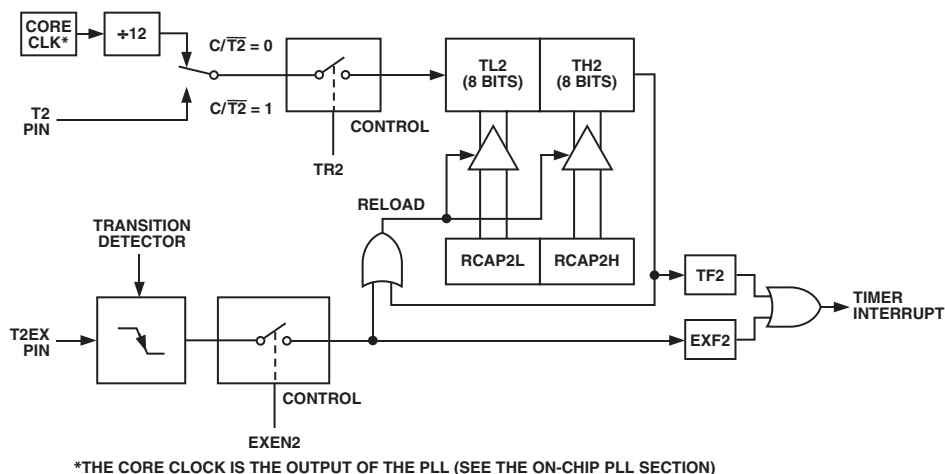 CORE
CLK*
÷12
C/T2̅ = 0
C/T2̅ = 1
T2
PIN
CONTROL
TR2
TL2
(8 BITS)
TH2
(8 BITS)
RELOAD
TRANSITION
DETECTOR
RCAP2L
RCAP2H
TF2
TIMER
INTERRUPT
T2EX
PIN
EXF2
CONTROL
EXEN2
*THE CORE CLOCK IS THE OUTPUT OF THE PLL (SEE THE ON-CHIP PLL SECTION)